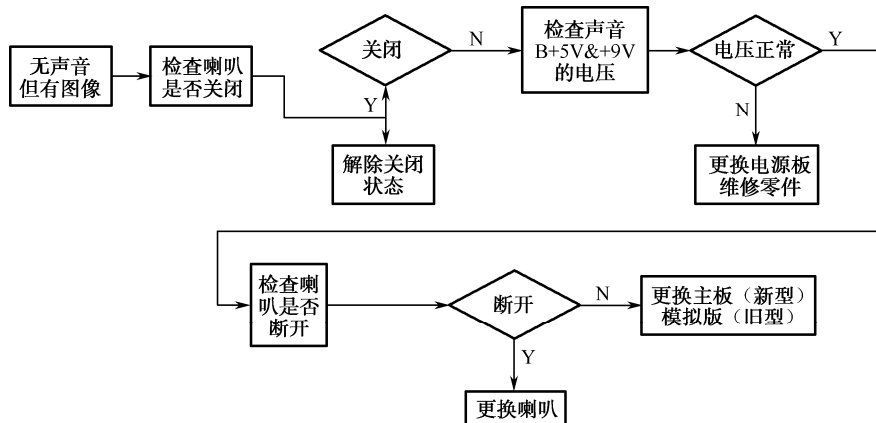 无声音
但有图像
检查喇叭
是否关闭
关闭
N
检查声音
B+5V&+9V
的电压
电压正常
Y
Y
N
解除关闭
状态
更换电源板
维修零件
检查喇
叭是否
断开
断开
N
更换主板（新型）
模拟版（旧型）
Y
更换喇叭